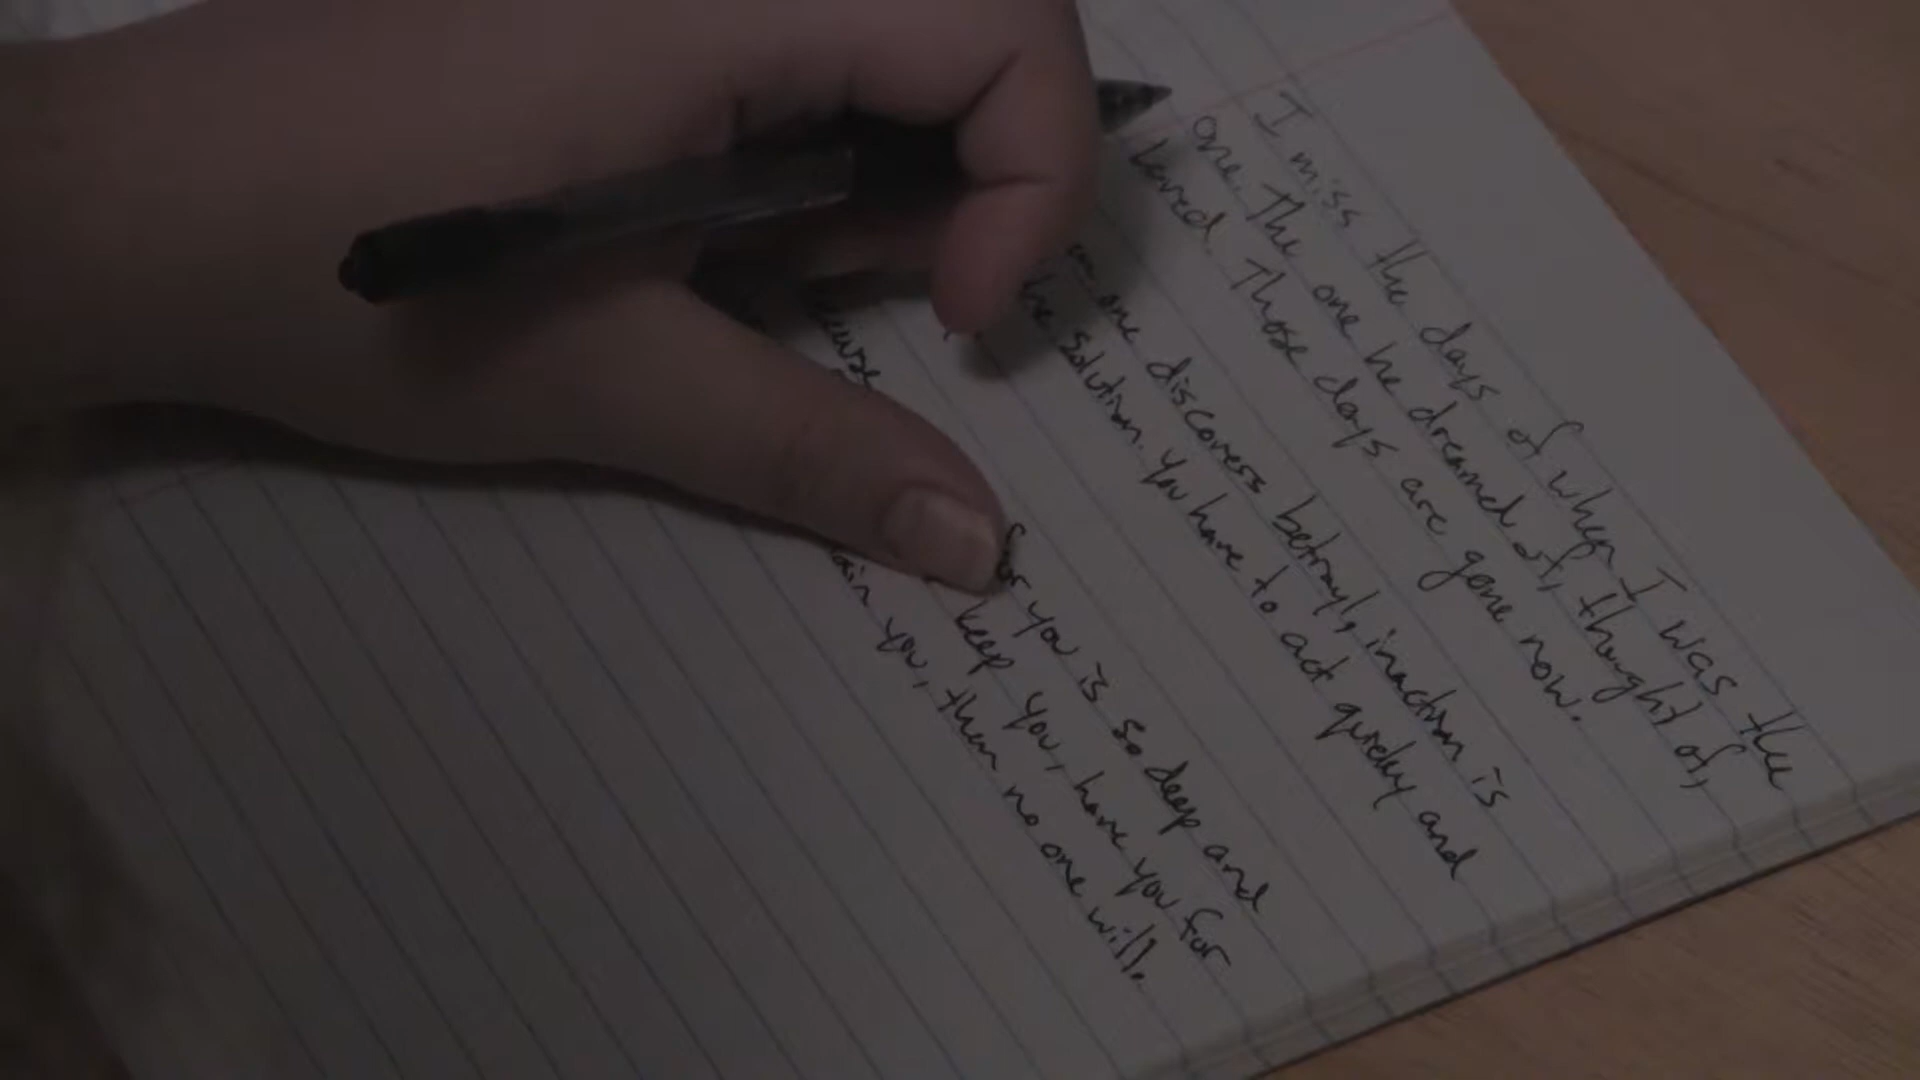 I miss the days of when I was the
one. The one he dreamed of, thought of,
loved. Those days are gone now.
one discovers betrayl, inaction is
the solution. You have to act quickly and
for you is so deep and
keep you, have you for
you, then no one will.